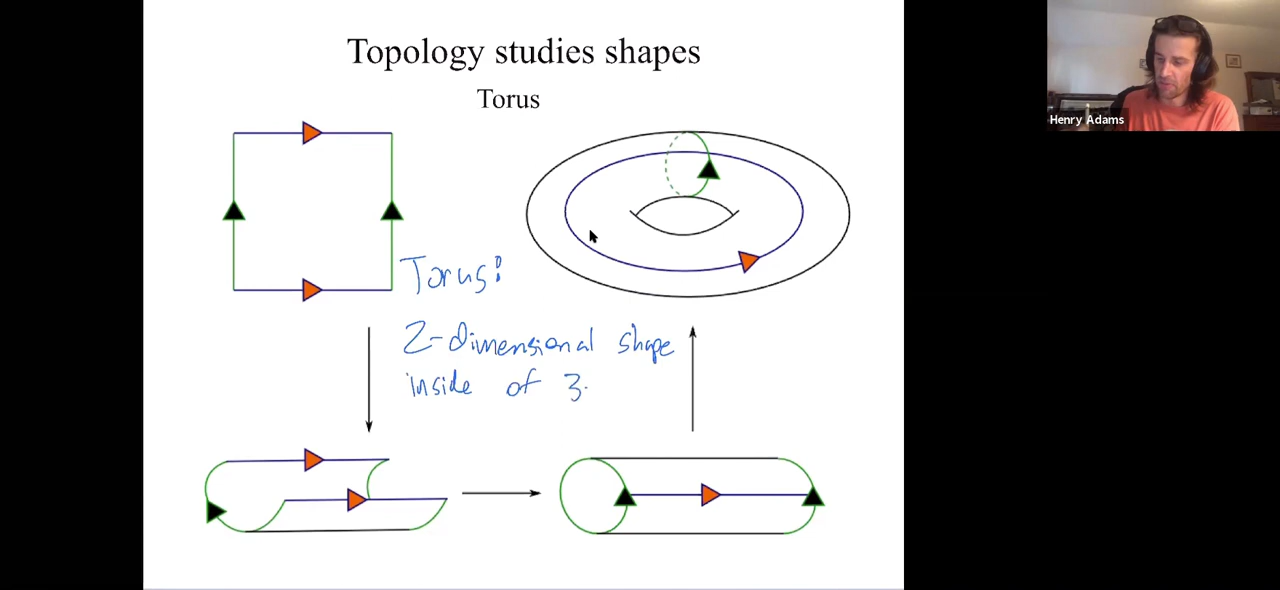 Topology studies shapes
Torus
Henry Adams
Torus:
2-dimensional shape
inside of 3.